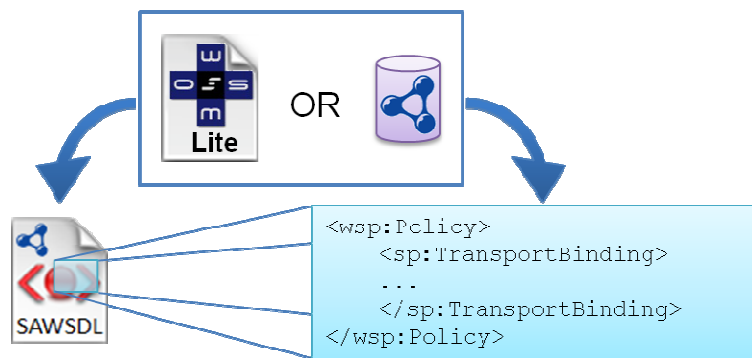 w
o s s
m
Lite
OR
<wsp:Policy>
<sp:TransportBinding>
...
</sp:TransportBinding>
</wsp:Policy>
SAWSDL